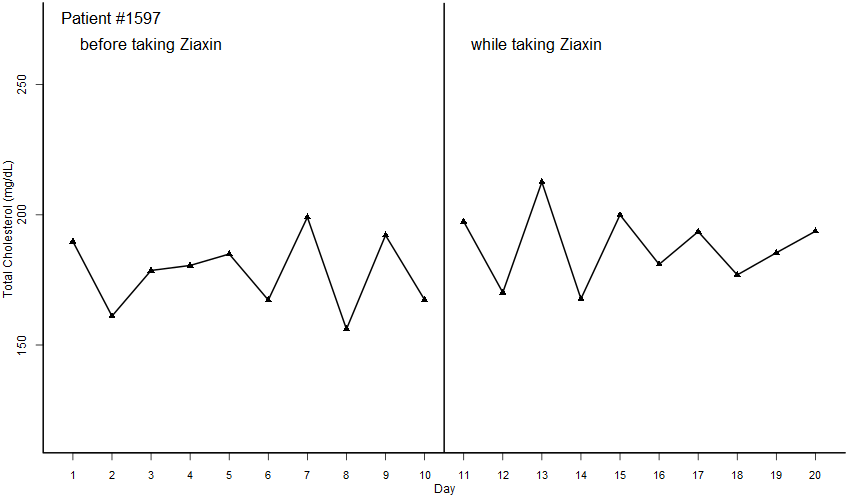 Patient #1597
before taking Ziaxin
while taking Ziaxin
Total Cholesterol (mg/dL)
250
200
150
1 2 3 4 5 6 7 8 9 10 11 12 13 14 15 16 17 18 19 20
Day